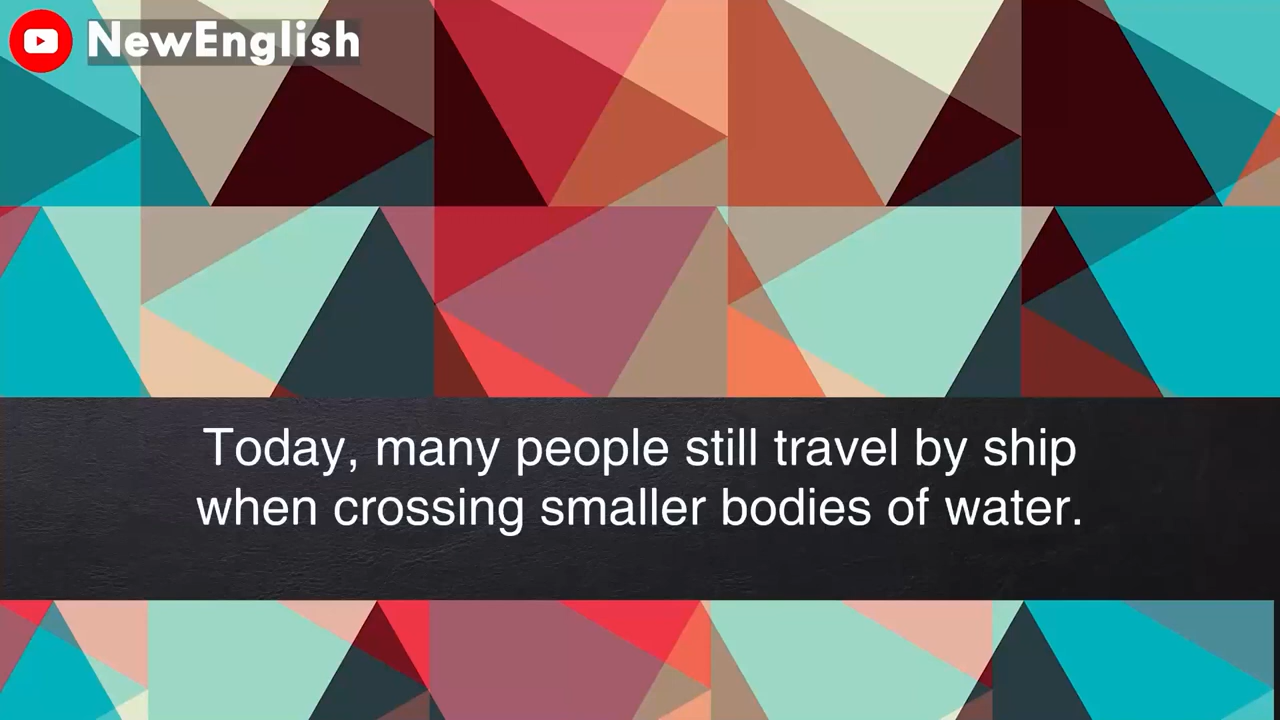 NewEnglish
Today, many people still travel by ship
when crossing smaller bodies of water.